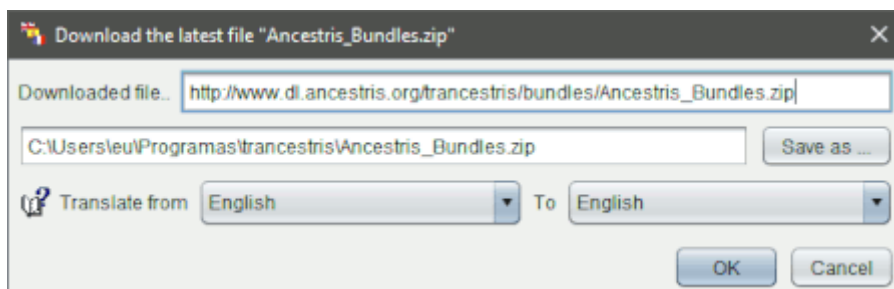 Download the latest file "Ancestris_Bundles.zip"
Downloaded file.. http://www.dl.ancestris.org/trancestris/bundles/Ancestris_Bundles.zip
C:\Users\eu\Programas\trancestris\Ancestris_Bundles.zip Save as ...
Translate from English To English
OK Cancel